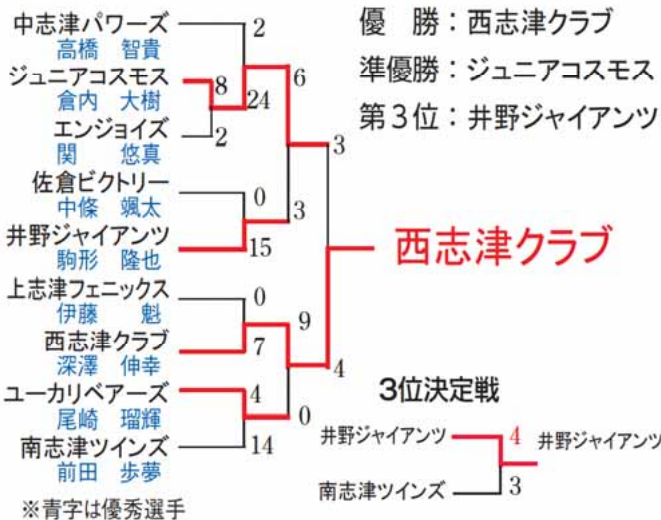 中志津パワーズ
高橋 智貴
ジュニアコスモス
倉内 大樹
エンジョイズ
関 悠真
佐倉ビクトリー
中條 颯太
井野ジャイアンツ
駒形 隆也
上志津フェニックス
伊藤 魁
西志津クラブ
深澤 伸幸
ユーカリベアーズ
尾崎 瑠輝
南志津ツインズ
前田 歩夢
※青字は優秀選手
2
8
24
2
0
15
0
7
4
14
6
3
9
0
3
4
優 勝：西志津クラブ
準優勝：ジュニアコスモス
第3位：井野ジャイアンツ
西志津クラブ
3位決定戦
井野ジャイアンツ 4 井野ジャイアンツ
南志津ツインズ 3